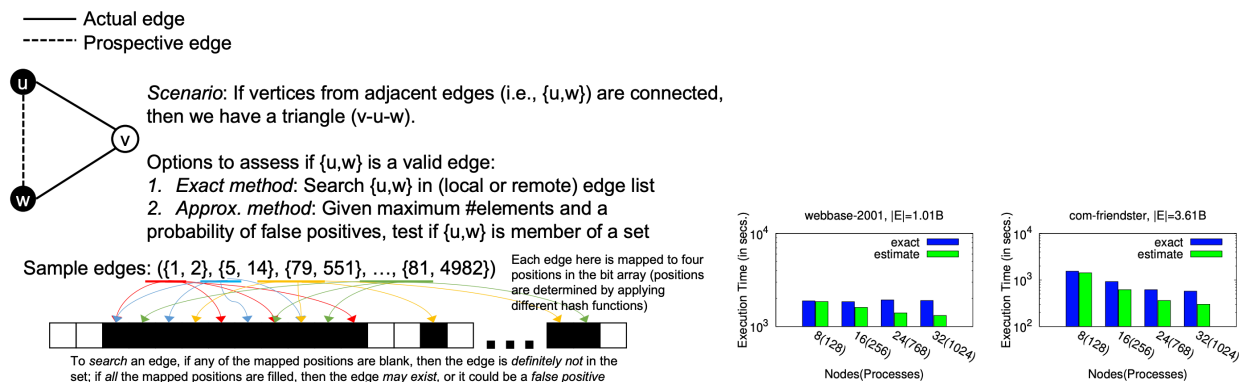 Actual edge
Prospective edge
u
v
w
Scenario: If vertices from adjacent edges (i.e., {u,w}) are connected,
then we have a triangle (v-u-w).
Options to assess if {u,w} is a valid edge:
1. Exact method: Search {u,w} in (local or remote) edge list
2. Approx. method: Given maximum #elements and a
probability of false positives, test if {u,w} is member of a set
Sample edges: ({1, 2}, {5, 14}, {79, 551}, …, {81, 4982})
Each edge here is mapped to four
positions in the bit array (positions
are determined by applying
different hash functions)
To search an edge, if any of the mapped positions are blank, then the edge is definitely not in the
set; if all the mapped positions are filled, then the edge may exist, or it could be a false positive
webbase-2001, |E|=1.01B
Execution Time (in secs.)
10^4
10^3
exact
estimate
8(128)
16(256)
24(768)
32(1024)
Nodes(Processes)
com-friendster, |E|=3.61B
Execution Time (in secs.)
10^4
10^3
10^2
exact
estimate
8(128)
16(256)
24(768)
32(1024)
Nodes(Processes)